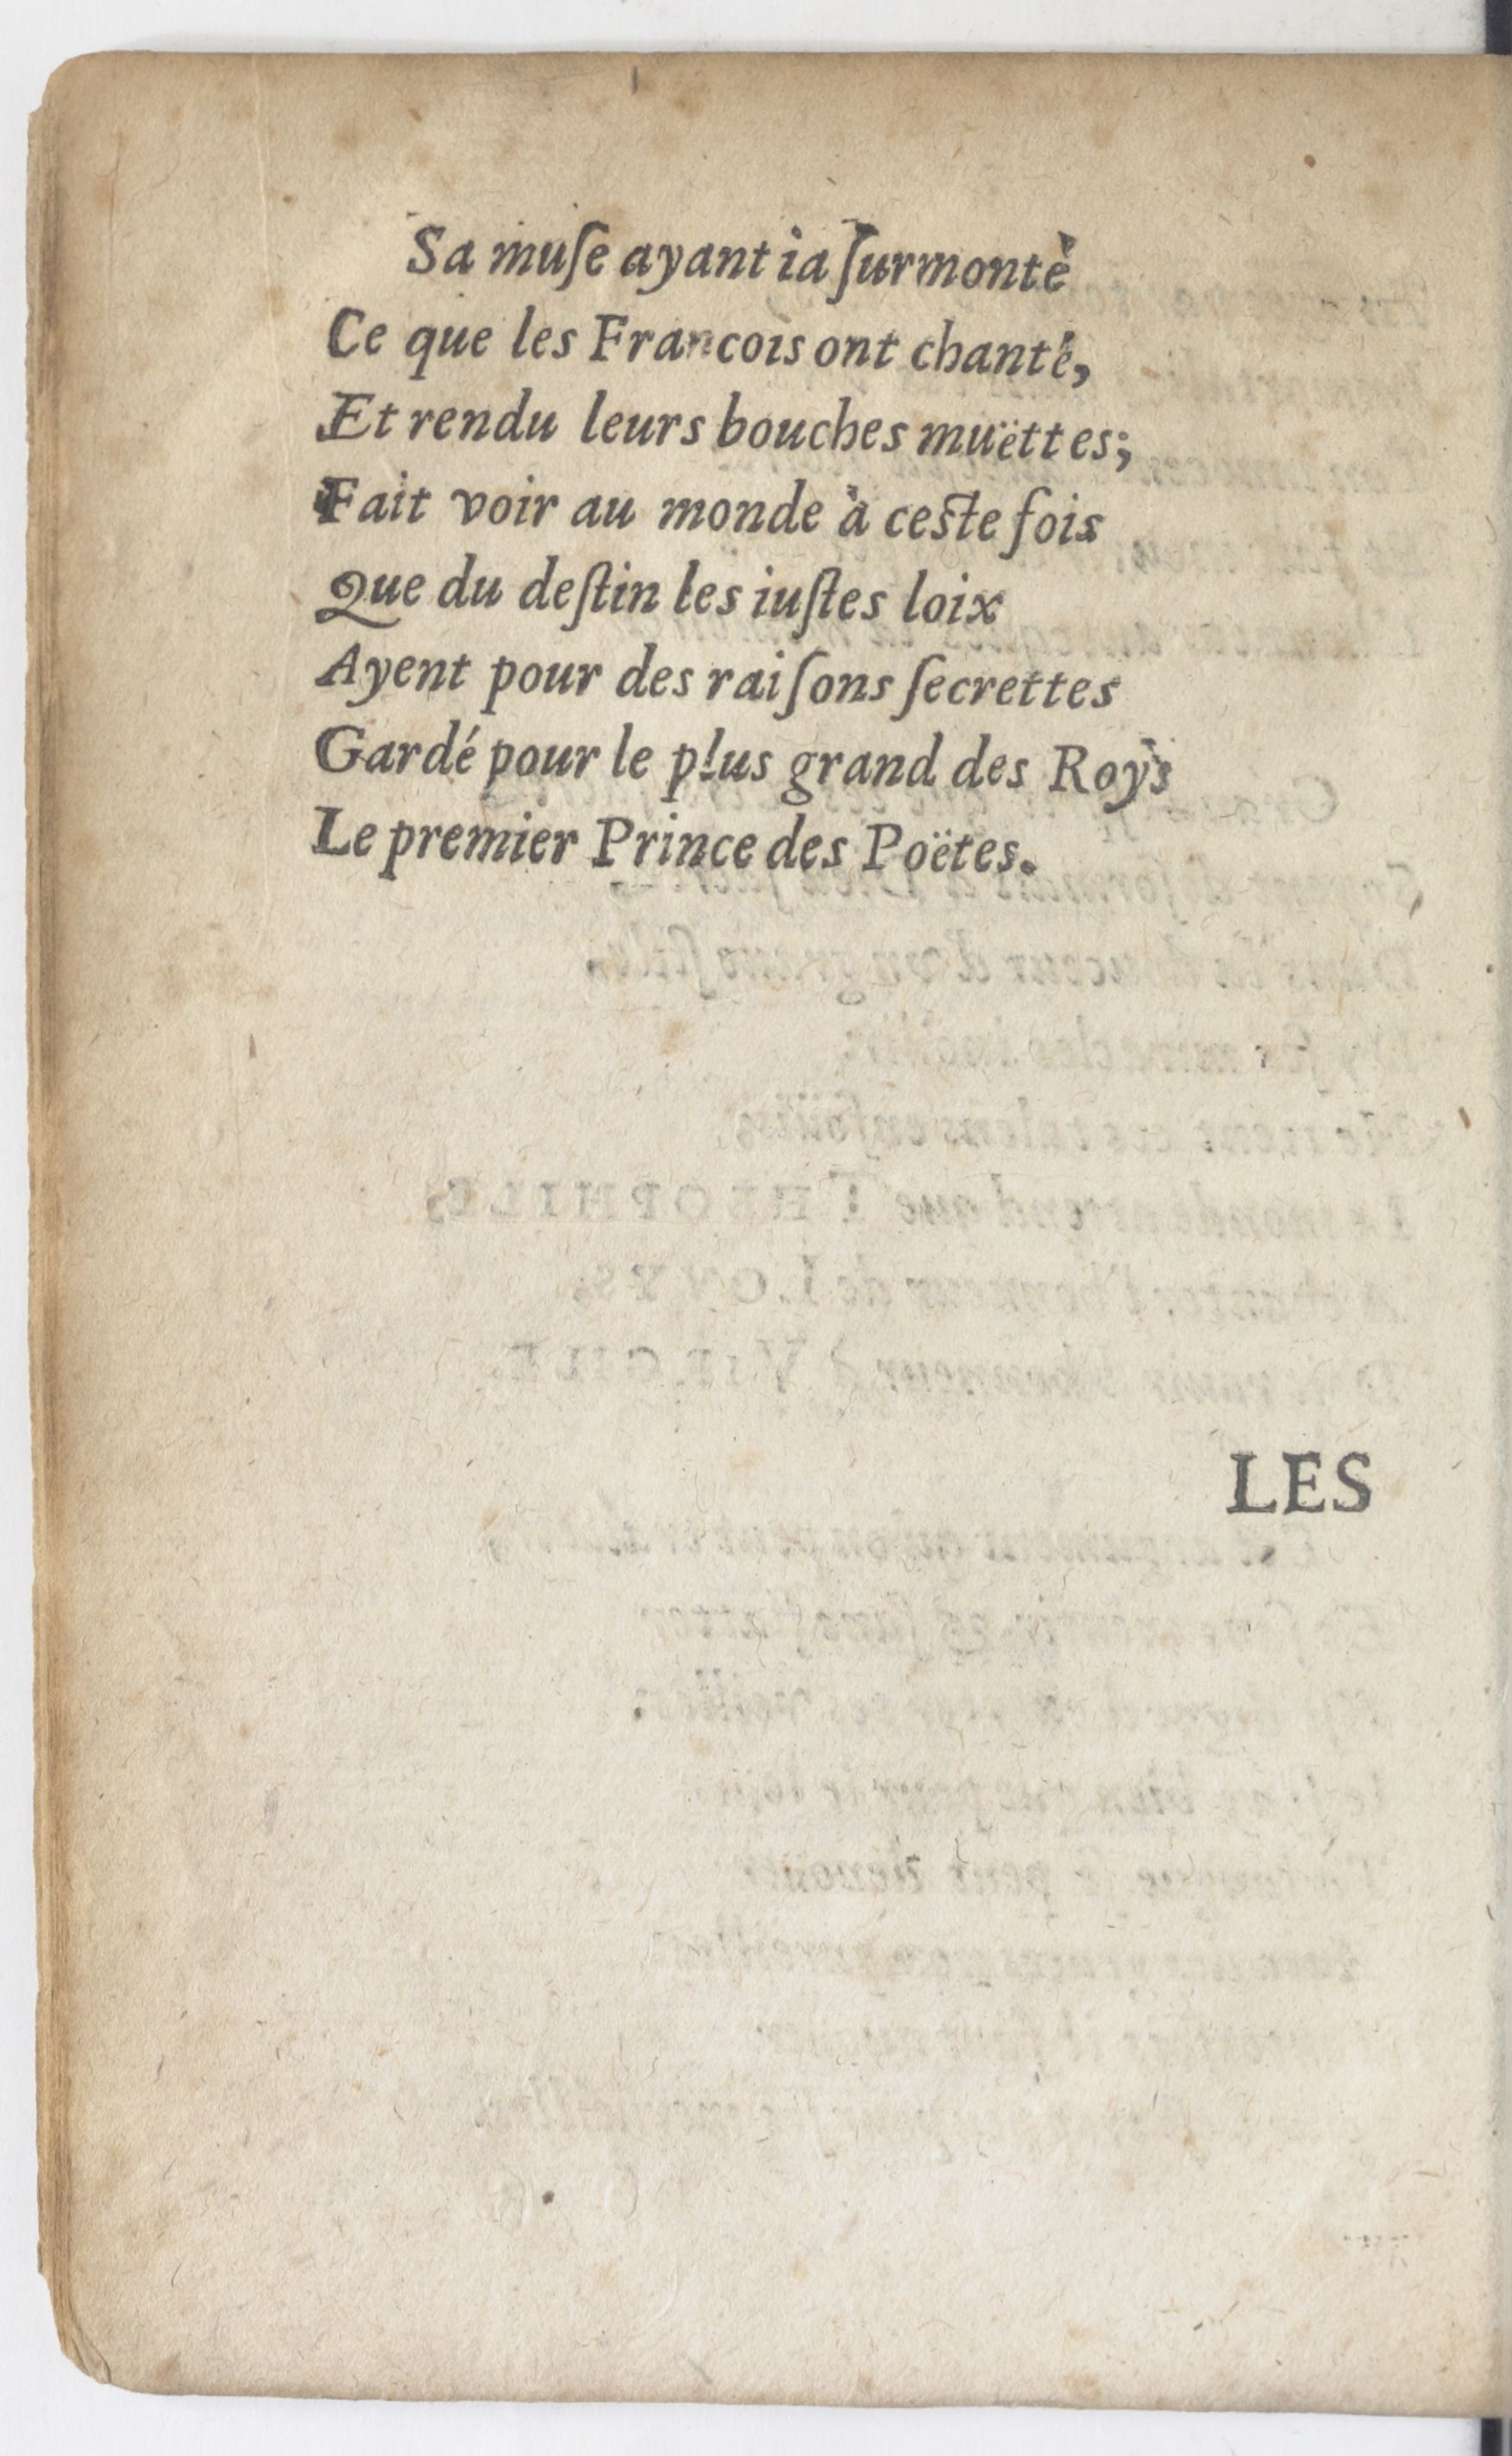 Sa muſe ayant ia ſurmontè
Ce que les Francois ont chanté,
Et rendu leurs bouches muëttes;
Fait voir au monde à ceſte fois
Que du deſtin les iuſtes loix
Ayent pour des raiſons ſecrettes
Gardé pour le plus grand des Roys
Le premier Prince des Poëtes.
LES